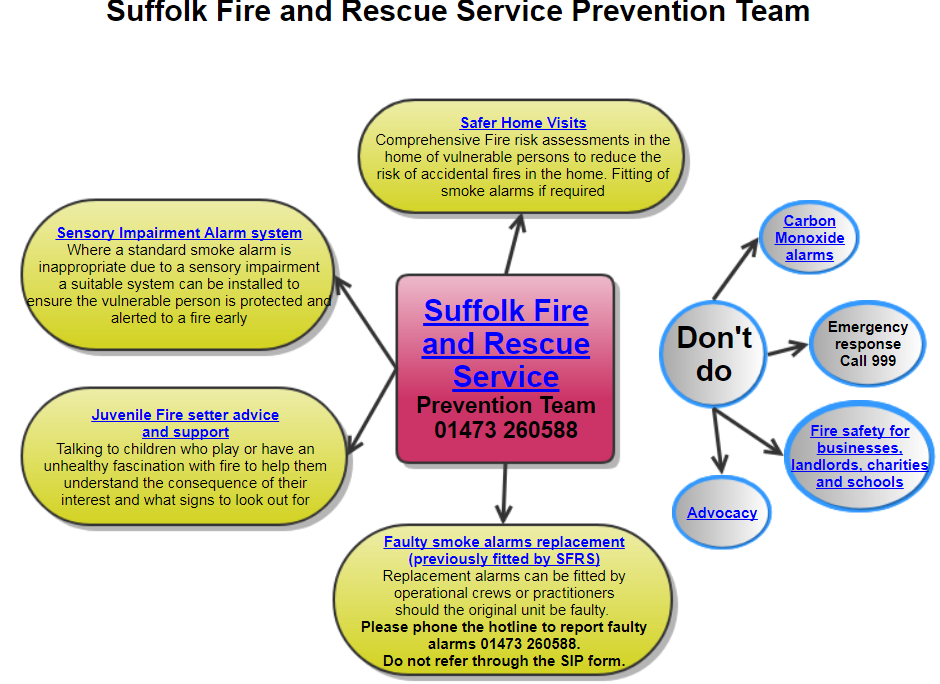 Suffolk Fire and Rescue Service Prevention Team
Safer Home Visits
Comprehensive Fire risk assessments in the
home of vulnerable persons to reduce the
risk of accidental fires in the home. Fitting of
smoke alarms if required
Sensory Impairment Alarm system
Where a standard smoke alarm is
inappropriate due to a sensory impairment
a suitable system can be installed to
ensure the vulnerable person is protected and
alerted to a fire early
Suffolk Fire
and Rescue
Service
Prevention Team
01473 260588
Juvenile Fire setter advice
and support
Talking to children who play or have an
unhealthy fascination with fire to help them
understand the consequence of their
interest and what signs to look out for
Faulty smoke alarms replacement
(previously fitted by SFRS)
Replacement alarms can be fitted by
operational crews or practitioners
should the original unit be faulty.
Please phone the hotline to report faulty
alarms 01473 260588.
Do not refer through the SIP form.
Don't
do
Carbon
Monoxide
alarms
Emergency
response
Call 999
Fire safety for
businesses,
landlords, charities
and schools
Advocacy